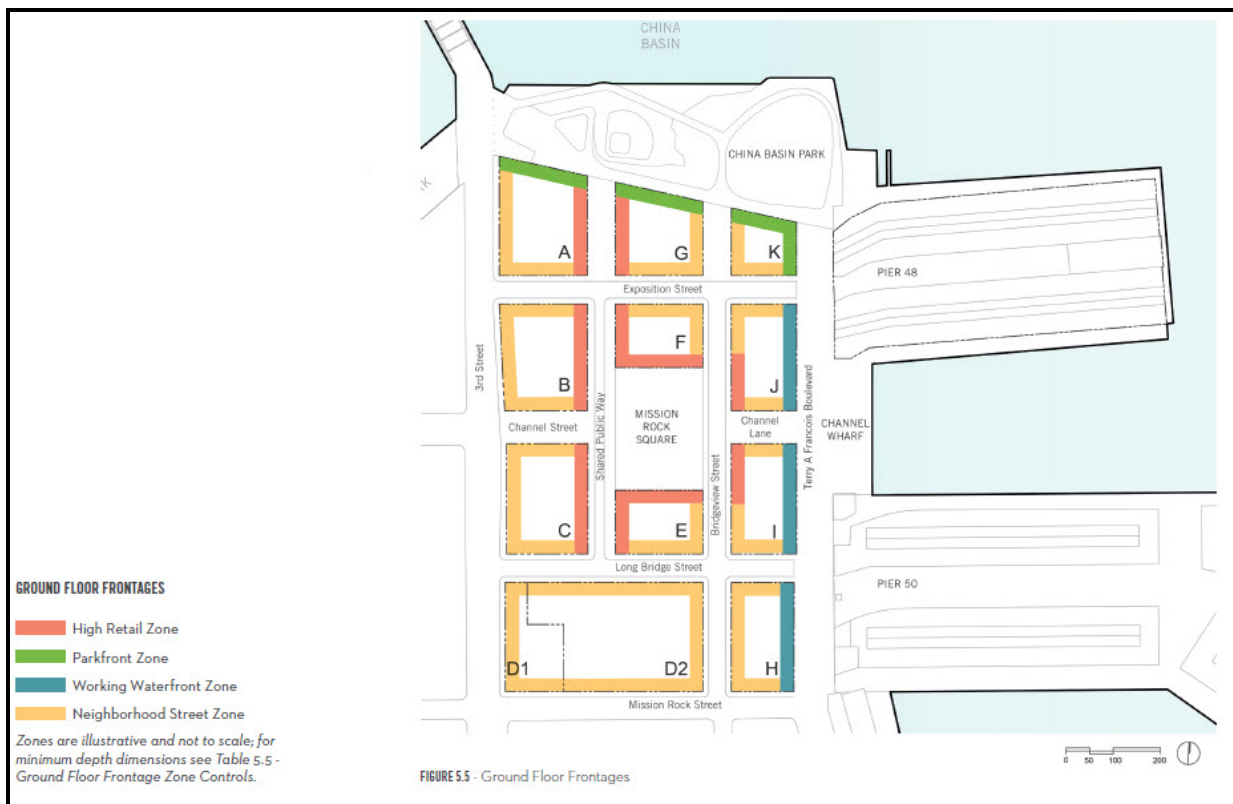 CHINA
BASIN
CHINA BASIN PARK
A
G
K
PIER 48
Exposition Street
3rd Street
B
F
J
Shared Public Way
MISSION
ROCK
SQUARE
Channel Street
Channel
Lane
Terry A Francois Boulevard
CHANNEL
WHARF
Bridgeview Street
C
E
I
Long Bridge Street
PIER 50
D1
D2
H
Mission Rock Street
GROUND FLOOR FRONTAGES
High Retail Zone
Parkfront Zone
Working Waterfront Zone
Neighborhood Street Zone
Zones are illustrative and not to scale; for
minimum depth dimensions see Table 5.5 -
Ground Floor Frontage Zone Controls.
FIGURE 5.5 - Ground Floor Frontages
0 50 100 200